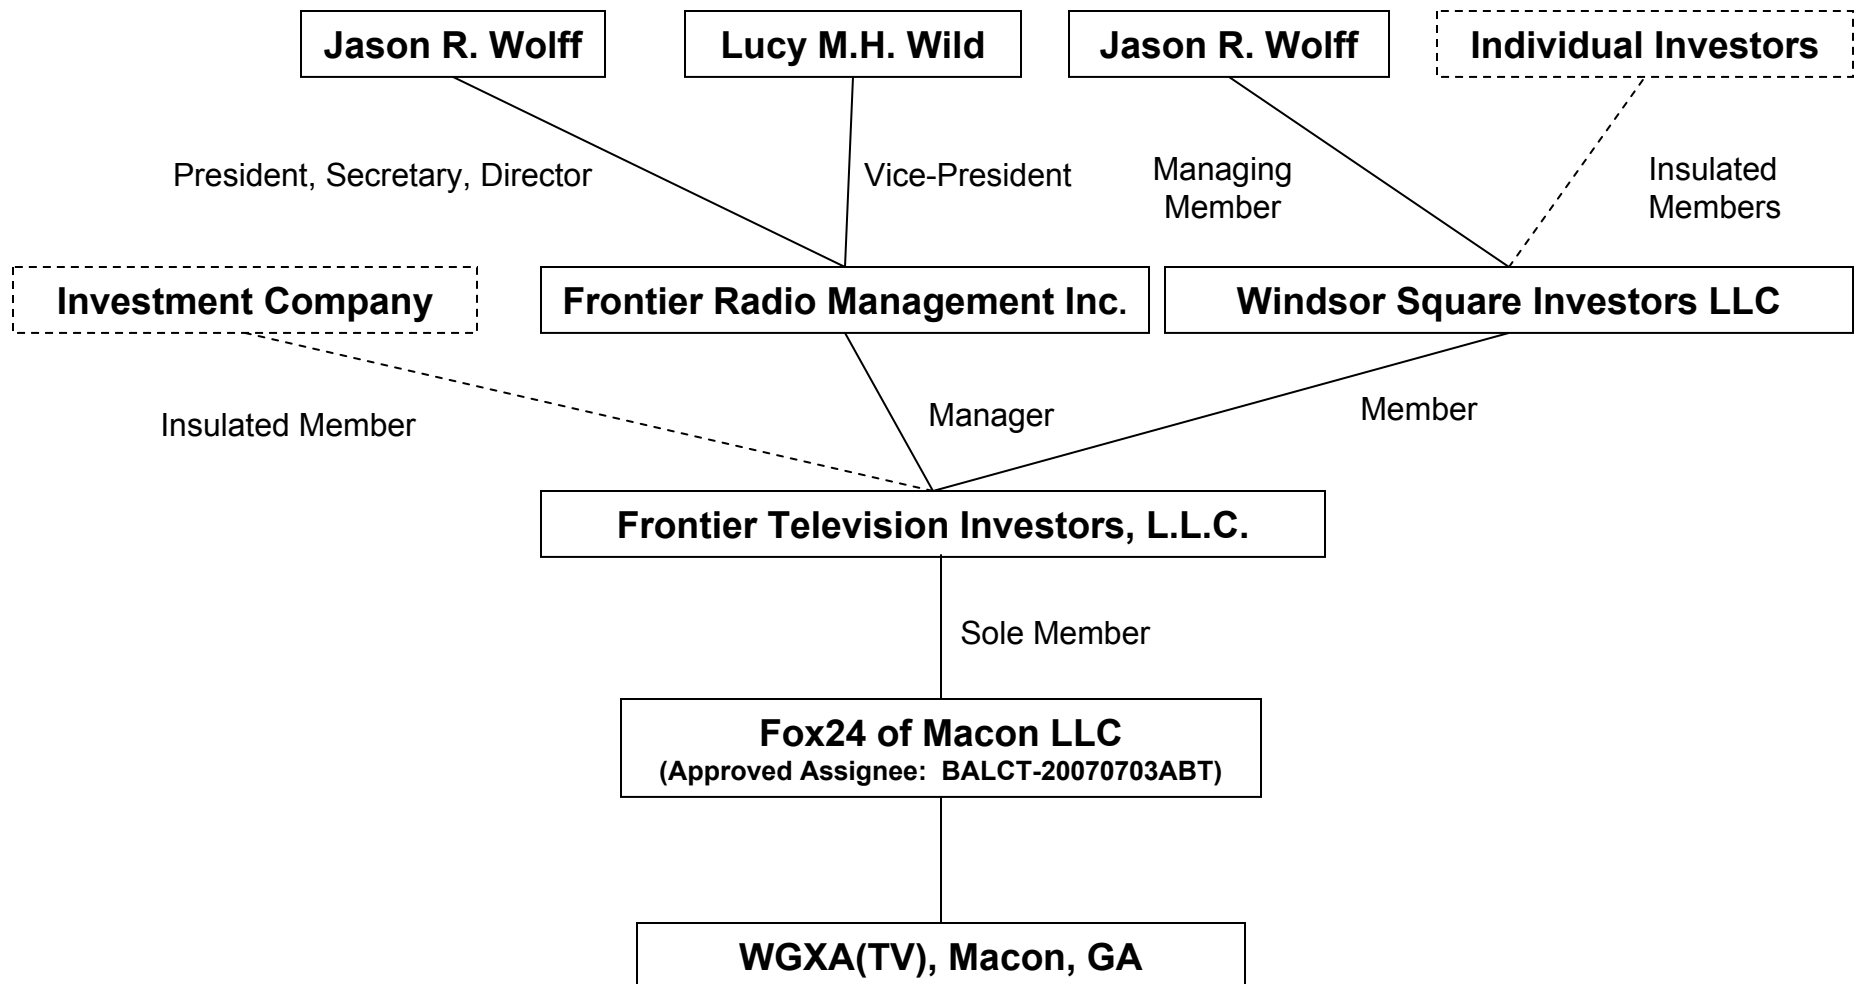 Jason R. Wolff
Lucy M.H. Wild
Jason R. Wolff
Individual Investors
President, Secretary, Director
Vice-President
Managing
Member
Insulated
Members
Investment Company
Frontier Radio Management Inc.
Windsor Square Investors LLC
Insulated Member
Manager
Member
Frontier Television Investors, L.L.C.
Sole Member
Fox24 of Macon LLC
(Approved Assignee: BALCT-20070703ABT)
WGXA(TV), Macon, GA